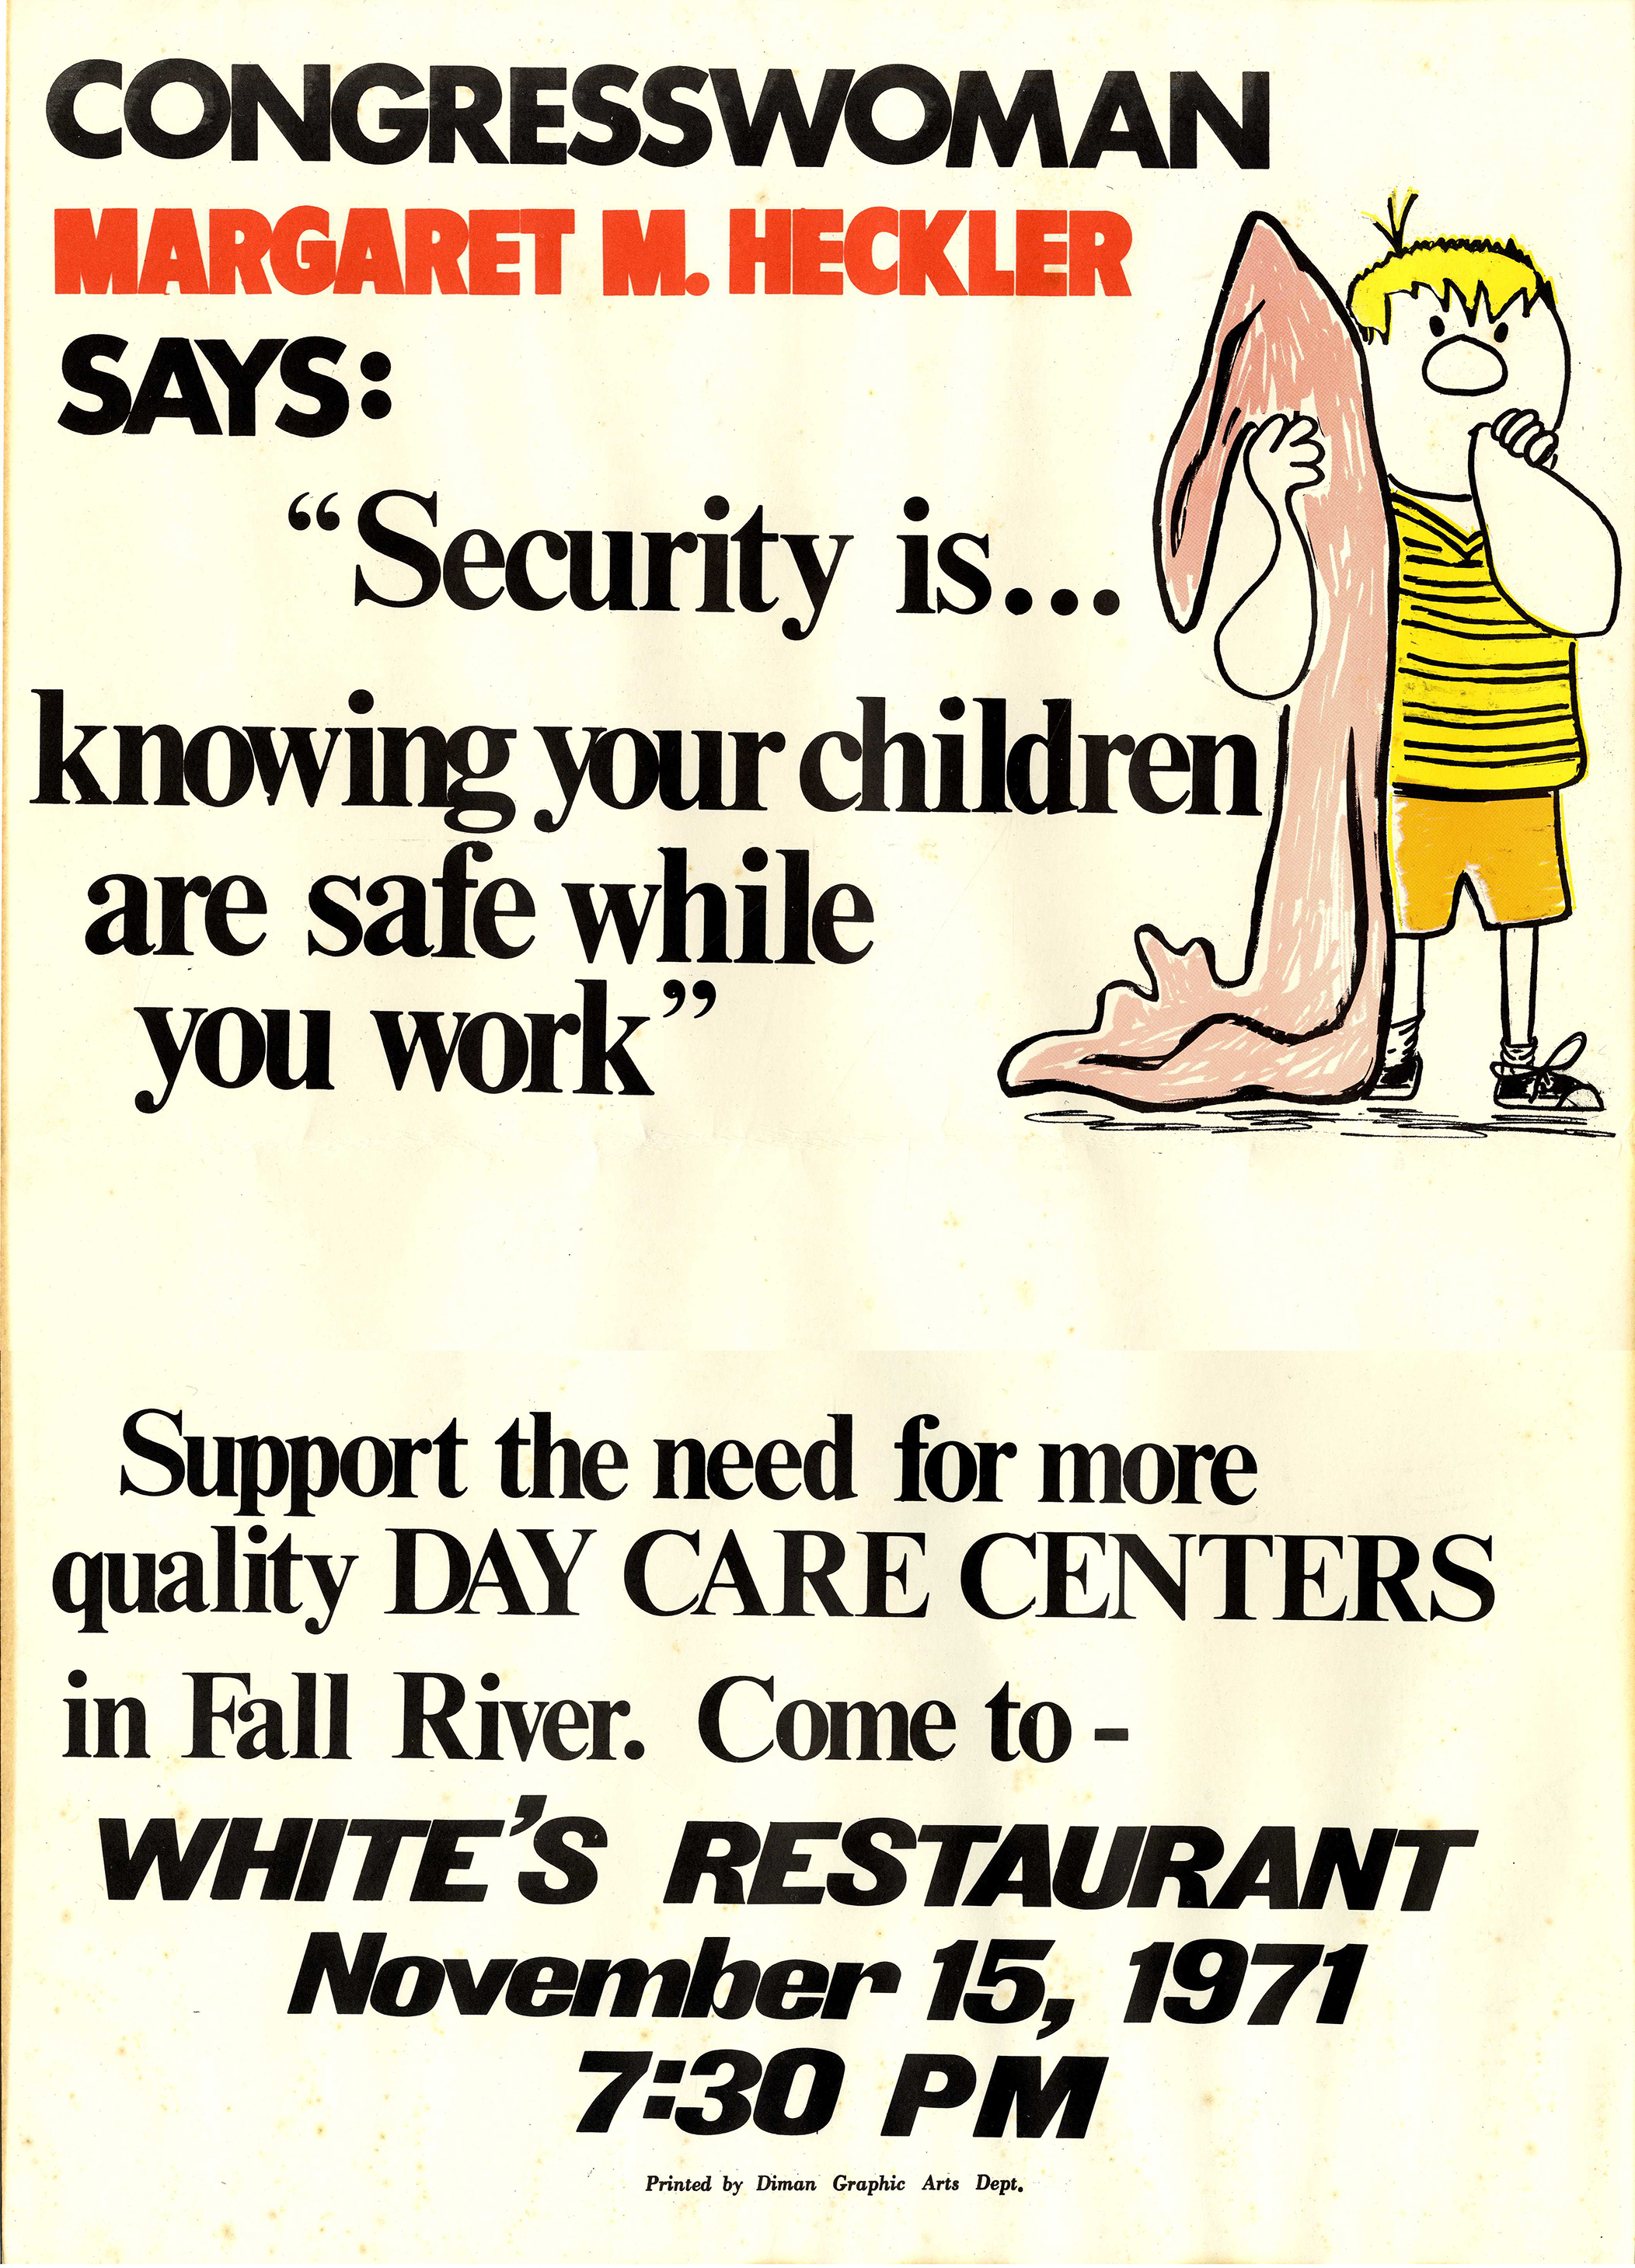 CONGRESSWOMAN
MARGARET M. HECKLER
SAYS:
“Security is...
knowing your children
are safe while
you work”
Support the need for more
quality DAY CARE CENTERS
in Fall River. Come to -
WHITE’S RESTAURANT
November 15, 1971
7:30 PM
Printed by Diman Graphic Arts Dept.